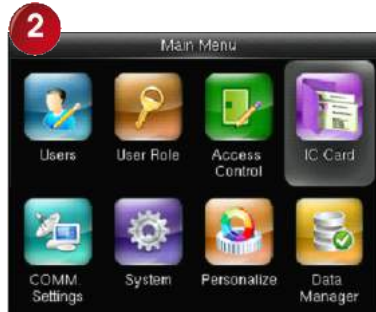 2
Main Menu
Users
User Role
Access
Control
IC Card
COMM.
Settings
System
Personalize
Data
Manager